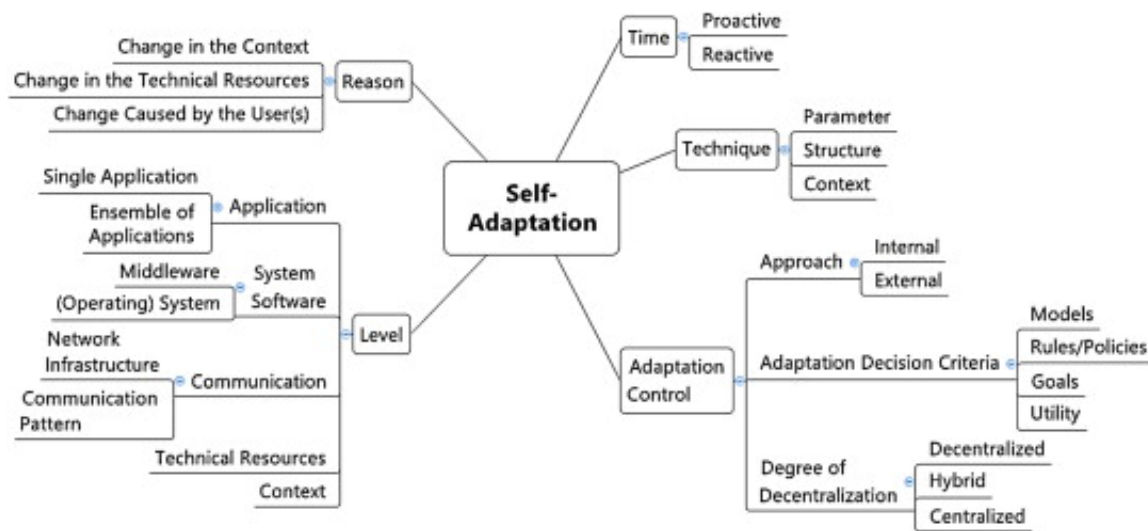 Self-
Adaptation
Time
Proactive
Reactive
Technique
Parameter
Structure
Context
Adaptation
Control
Approach
Internal
External
Adaptation Decision Criteria
Models
Rules/Policies
Goals
Utility
Degree of
Decentralization
Decentralized
Hybrid
Centralized
Reason
Change in the Context
Change in the Technical Resources
Change Caused by the User(s)
Level
Application
Single Application
Ensemble of
Applications
System
Software
Middleware
(Operating) System
Communication
Network
Infrastructure
Communication
Pattern
Technical Resources
Context